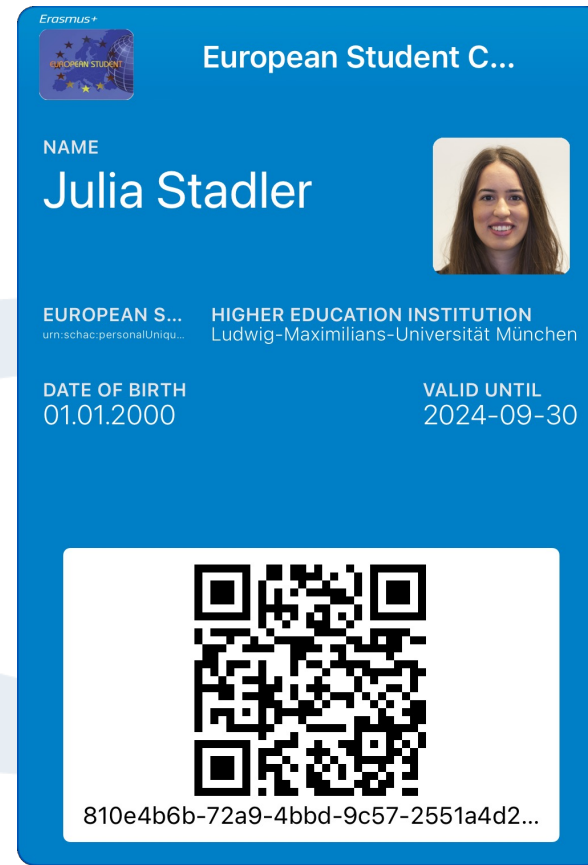 Erasmus+
EUROPEAN STUDENT
European Student C...
NAME
Julia Stadler
EUROPEAN S...
urn:schac:personalUniqu...
HIGHER EDUCATION INSTITUTION
Ludwig-Maximilians-Universität München
DATE OF BIRTH
01.01.2000
VALID UNTIL
2024-09-30
810e4b6b-72a9-4bbd-9c57-2551a4d2...